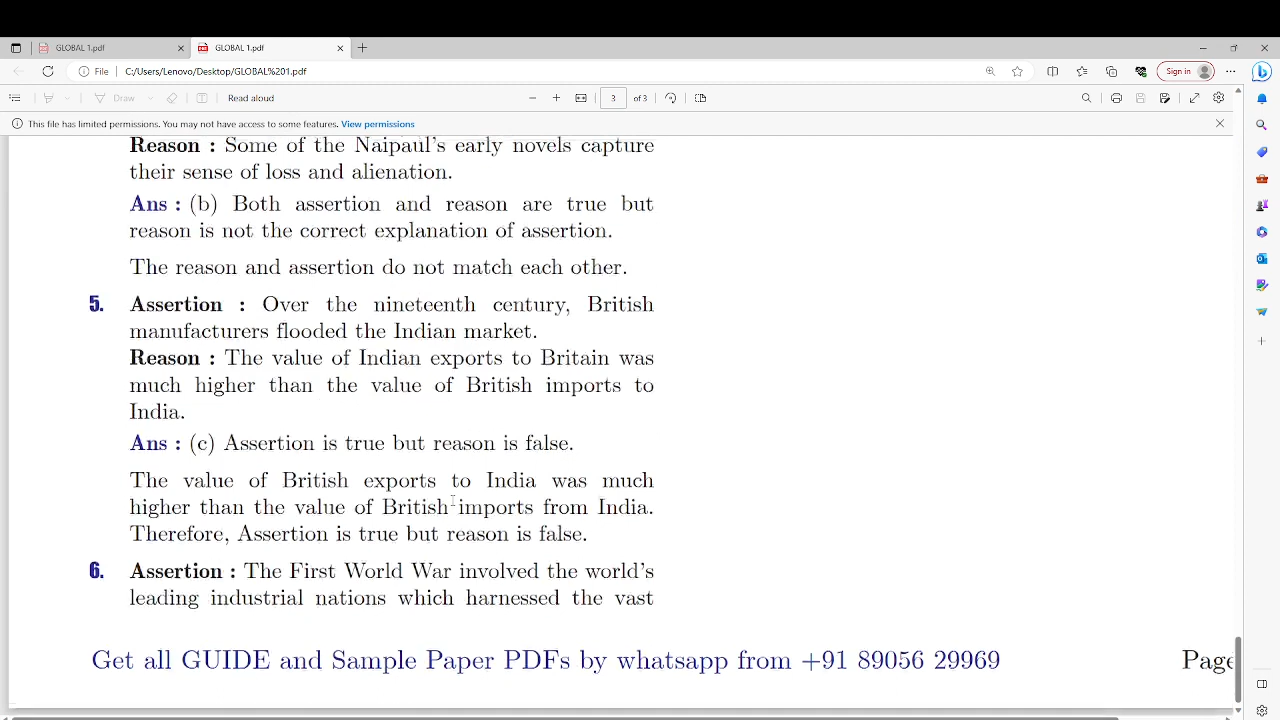 GLOBAL 1.pdf
GLOBAL 1.pdf
File C:/Users/Lenovo/Desktop/GLOBAL%201.pdf
Sign in
Draw Read aloud 3 of 3
This file has limited permissions. You may not have access to some features. View permissions
Reason : Some of the Naipaul's early novels capture
their sense of loss and alienation.
Ans : (b) Both assertion and reason are true but
reason is not the correct explanation of assertion.
The reason and assertion do not match each other.
5. Assertion : Over the nineteenth century, British
manufacturers flooded the Indian market.
Reason : The value of Indian exports to Britain was
much higher than the value of British imports to
India.
Ans : (c) Assertion is true but reason is false.
The value of British exports to India was much
higher than the value of British imports from India.
Therefore, Assertion is true but reason is false.
6. Assertion : The First World War involved the world's
leading industrial nations which harnessed the vast
Get all GUIDE and Sample Paper PDFs by whatsapp from +91 89056 29969 Page